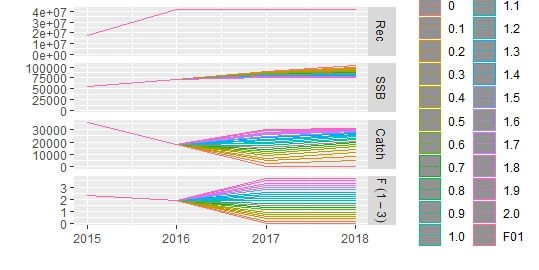 4e+07
3e+07
2e+07
1e+07
0e+00
Rec
100000
75000
50000
25000
0
SSB
30000
20000
10000
0
Catch
3
2
1
0
F (1 − 3)
2015 2016 2017 2018
0 1.1
0.1 1.2
0.2 1.3
0.3 1.4
0.4 1.5
0.5 1.6
0.6 1.7
0.7 1.8
0.8 1.9
0.9 2.0
1.0 F01